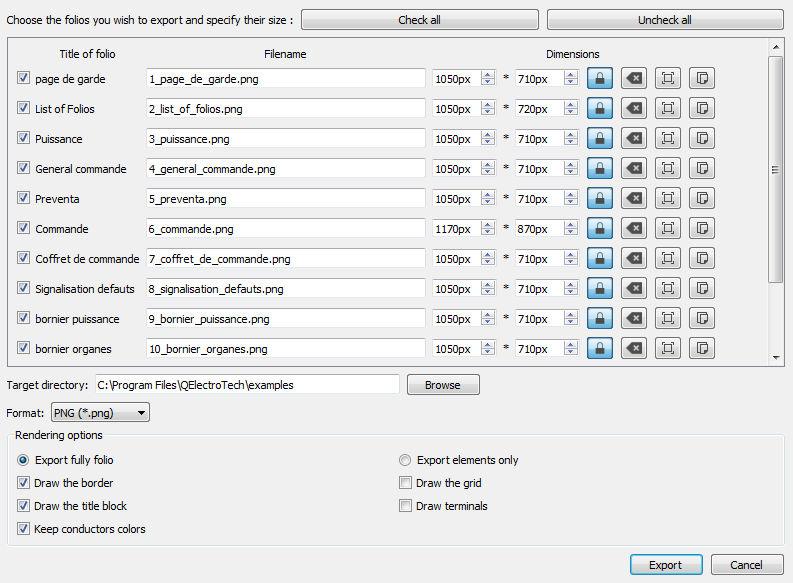 Choose the folios you wish to export and specify their size : Check all Uncheck all
Title of folio Filename Dimensions
page de garde 1_page_de_garde.png 1050px * 710px
List of Folios 2_list_of_folios.png 1050px * 720px
Puissance 3_puissance.png 1050px * 710px
General commande 4_general_commande.png 1050px * 710px
Preventa 5_preventa.png 1050px * 710px
Commande 6_commande.png 1170px * 870px
Coffret de commande 7_coffret_de_commande.png 1050px * 710px
Signalisation defauts 8_signalisation_defauts.png 1050px * 710px
bornier puissance 9_bornier_puissance.png 1050px * 710px
bornier organes 10_bornier_organes.png 1050px * 710px
Target directory: C:\Program Files\QElectroTech\examples Browse
Format: PNG (*.png)
Rendering options
Export fully folio Export elements only
Draw the border Draw the grid
Draw the title block Draw terminals
Keep conductors colors
Export Cancel